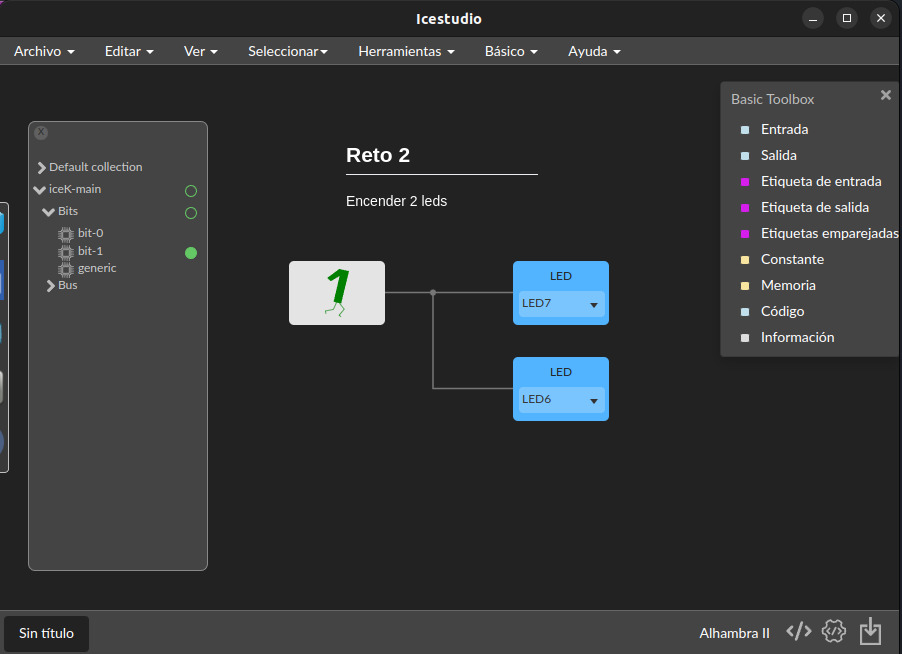 Icestudio
Archivo Editar Ver Seleccionar Herramientas Básico Ayuda
Basic Toolbox
Entrada
Salida
Etiqueta de entrada
Etiqueta de salida
Etiquetas emparejadas
Constante
Memoria
Código
Información
X
Default collection
iceK-main
Bits
bit-0
bit-1
generic
Bus
Reto 2
Encender 2 leds
1
LED
LED7
LED
LED6
Sin título
Alhambra II